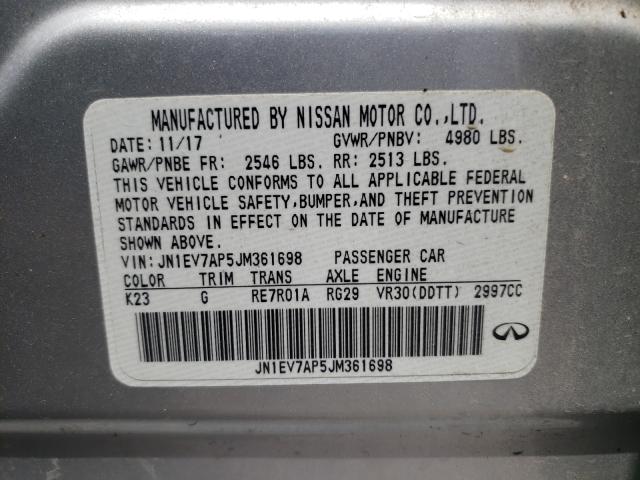 MANUFACTURED BY NISSAN MOTOR CO.,LTD.
DATE: 11/17 GVWR/PNBV: 4980 LBS.
GAWR/PNBE FR: 2546 LBS. RR: 2513 LBS.
THIS VEHICLE CONFORMS TO ALL APPLICABLE FEDERAL
MOTOR VEHICLE SAFETY,BUMPER,AND THEFT PREVENTION
STANDARDS IN EFFECT ON THE DATE OF MANUFACTURE
SHOWN ABOVE.
VIN: JN1EV7AP5JM361698 PASSENGER CAR
COLOR TRIM TRANS AXLE ENGINE
K23 G RE7R01A RG29 VR30(DDTT) 2997CC
JN1EV7AP5JM361698